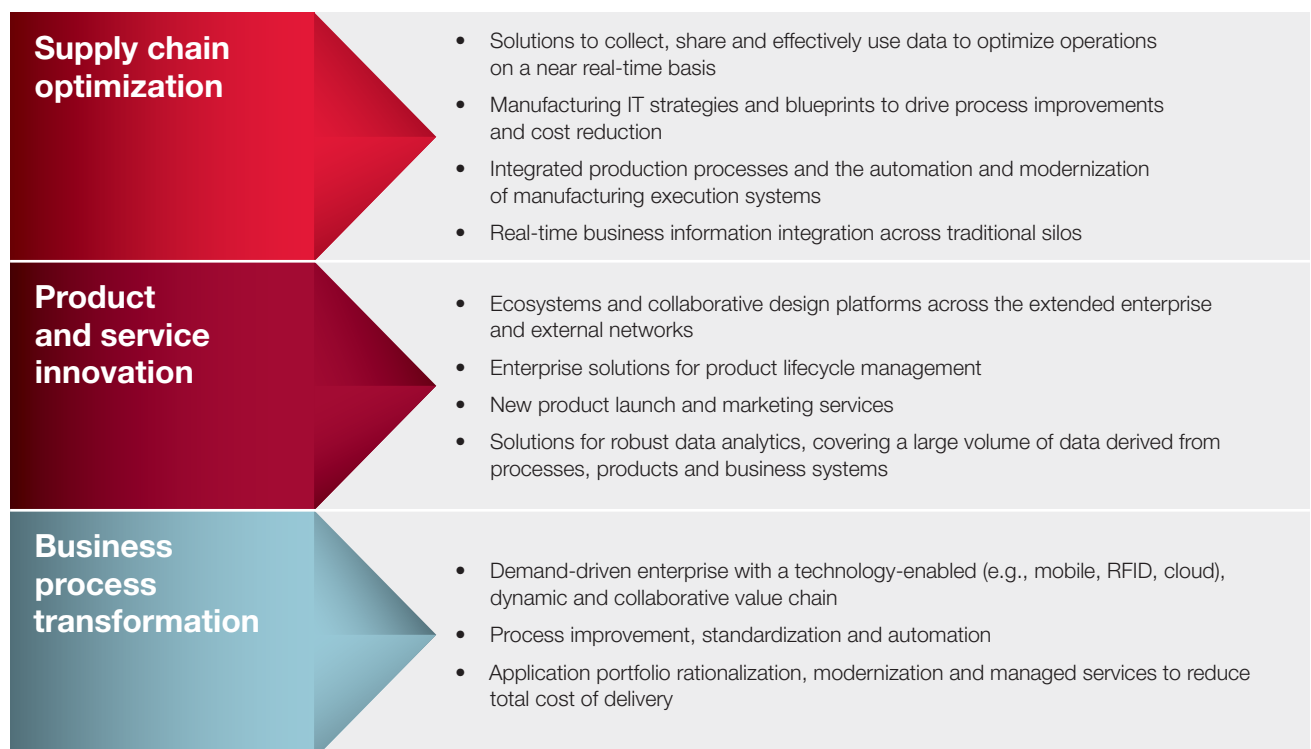 Supply chain
optimization
• Solutions to collect, share and effectively use data to optimize operations
on a near real-time basis
• Manufacturing IT strategies and blueprints to drive process improvements
and cost reduction
• Integrated production processes and the automation and modernization
of manufacturing execution systems
• Real-time business information integration across traditional silos
Product
and service
innovation
• Ecosystems and collaborative design platforms across the extended enterprise
and external networks
• Enterprise solutions for product lifecycle management
• New product launch and marketing services
• Solutions for robust data analytics, covering a large volume of data derived from
processes, products and business systems
Business
process
transformation
• Demand-driven enterprise with a technology-enabled (e.g., mobile, RFID, cloud),
dynamic and collaborative value chain
• Process improvement, standardization and automation
• Application portfolio rationalization, modernization and managed services to reduce
total cost of delivery